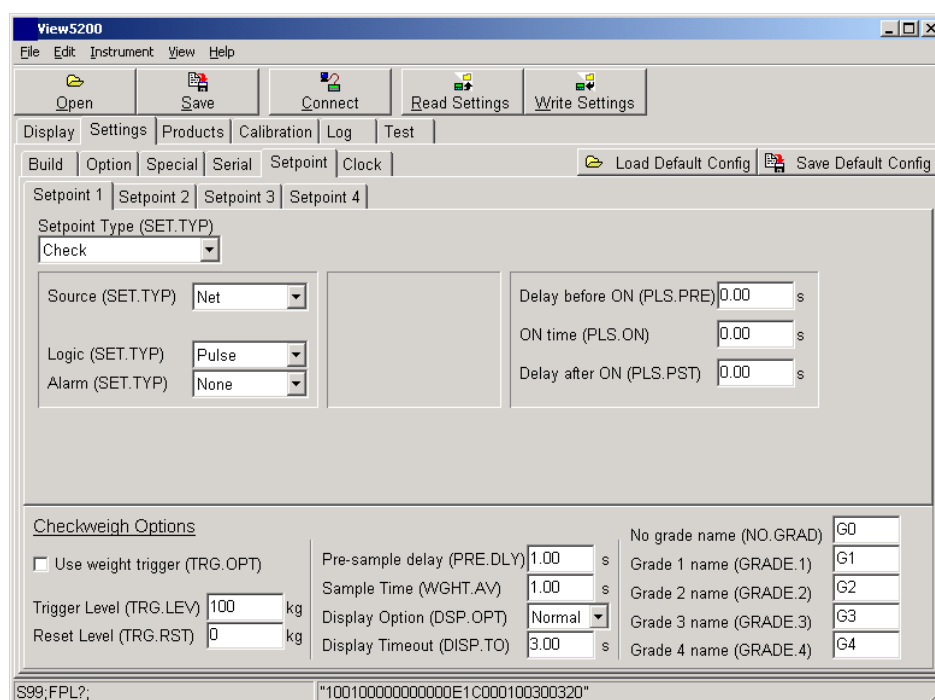 View5200
File Edit Instrument View Help
Open Save Connect Read Settings Write Settings
Display Settings Products Calibration Log Test
Build Option Special Serial Setpoint Clock Load Default Config Save Default Config
Setpoint 1 Setpoint 2 Setpoint 3 Setpoint 4
Setpoint Type (SET.TYP)
Check
Source (SET.TYP) Net
Logic (SET.TYP) Pulse
Alarm (SET.TYP) None
Delay before ON (PLS.PRE) 0.00 s
ON time (PLS.ON) 0.00 s
Delay after ON (PLS.PST) 0.00 s
Checkweigh Options
Use weight trigger (TRG.OPT)
Trigger Level (TRG.LEV) 100 kg
Reset Level (TRG.RST) 0 kg
Pre-sample delay (PRE.DLY) 1.00 s
Sample Time (WGHT.AV) 1.00 s
Display Option (DSP.OPT) Normal
Display Timeout (DISP.TO) 3.00 s
No grade name (NO.GRAD) G0
Grade 1 name (GRADE.1) G1
Grade 2 name (GRADE.2) G2
Grade 3 name (GRADE.3) G3
Grade 4 name (GRADE.4) G4
S99;FPL?; "100100000000000E1C000100300320"